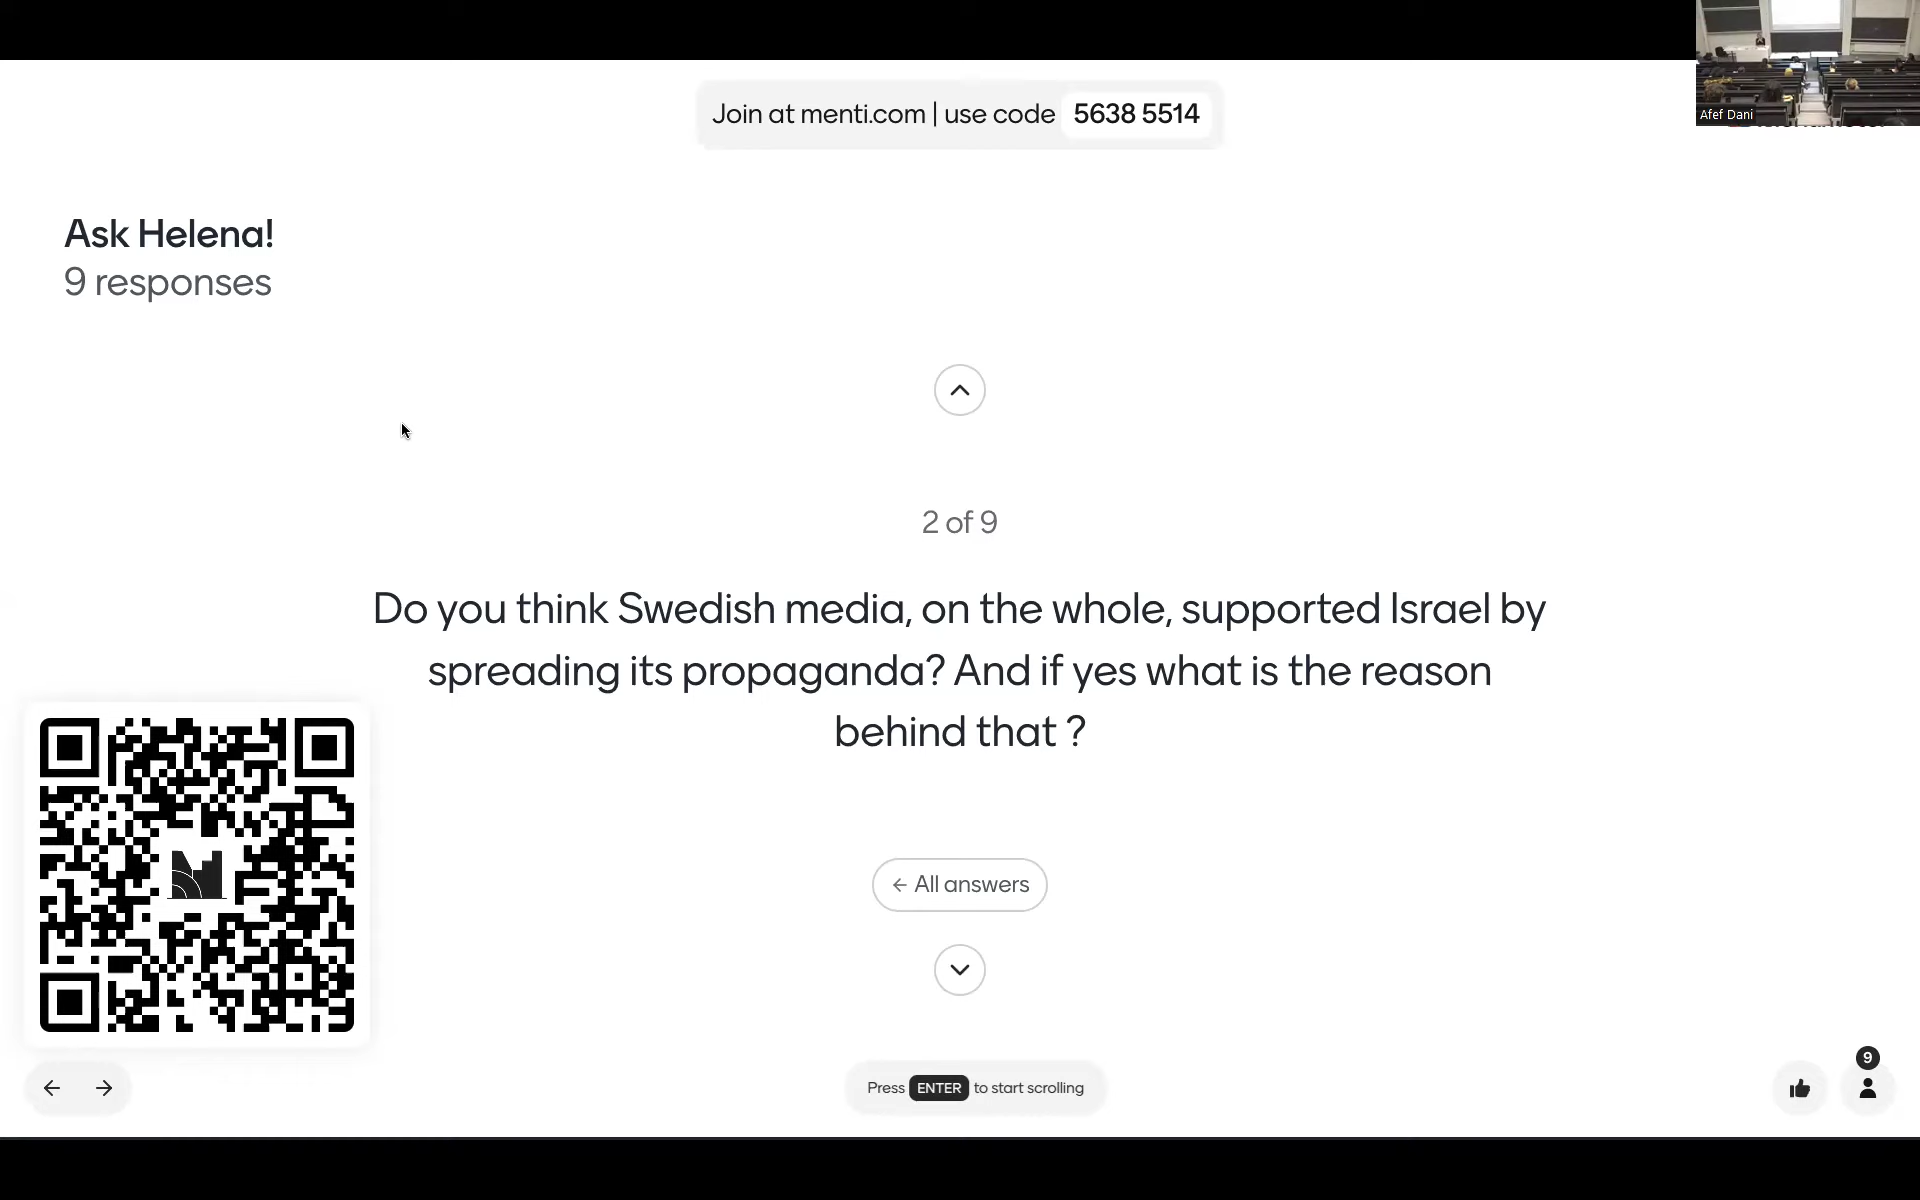 Join at menti.com | use code 5638 5514
Afef Dani
Ask Helena!
9 responses
2 of 9
Do you think Swedish media, on the whole, supported Israel by
spreading its propaganda? And if yes what is the reason
behind that ?
← All answers
Press ENTER to start scrolling
9